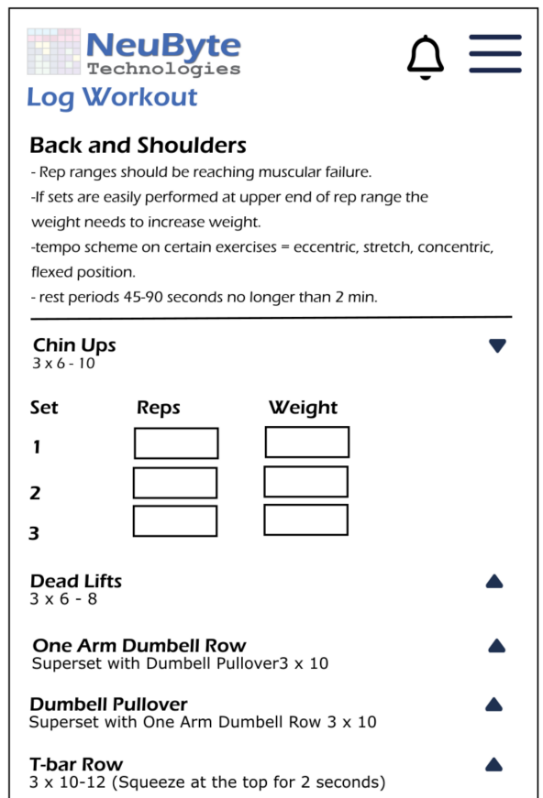 NeuByte
Technologies
Log Workout
Back and Shoulders
- Rep ranges should be reaching muscular failure.
-If sets are easily performed at upper end of rep range the
weight needs to increase weight.
-tempo scheme on certain exercises = eccentric, stretch, concentric,
flexed position.
- rest periods 45-90 seconds no longer than 2 min.
Chin Ups
3 x 6 - 10
Set Reps Weight
1
2
3
Dead Lifts
3 x 6 - 8
One Arm Dumbell Row
Superset with Dumbell Pullover3 x 10
Dumbell Pullover
Superset with One Arm Dumbell Row 3 x 10
T-bar Row
3 x 10-12 (Squeeze at the top for 2 seconds)